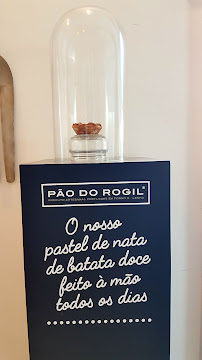 PÃO DO ROGIL®
O nosso
pastel de nata
de batata doce
feito à mão
todos os dias